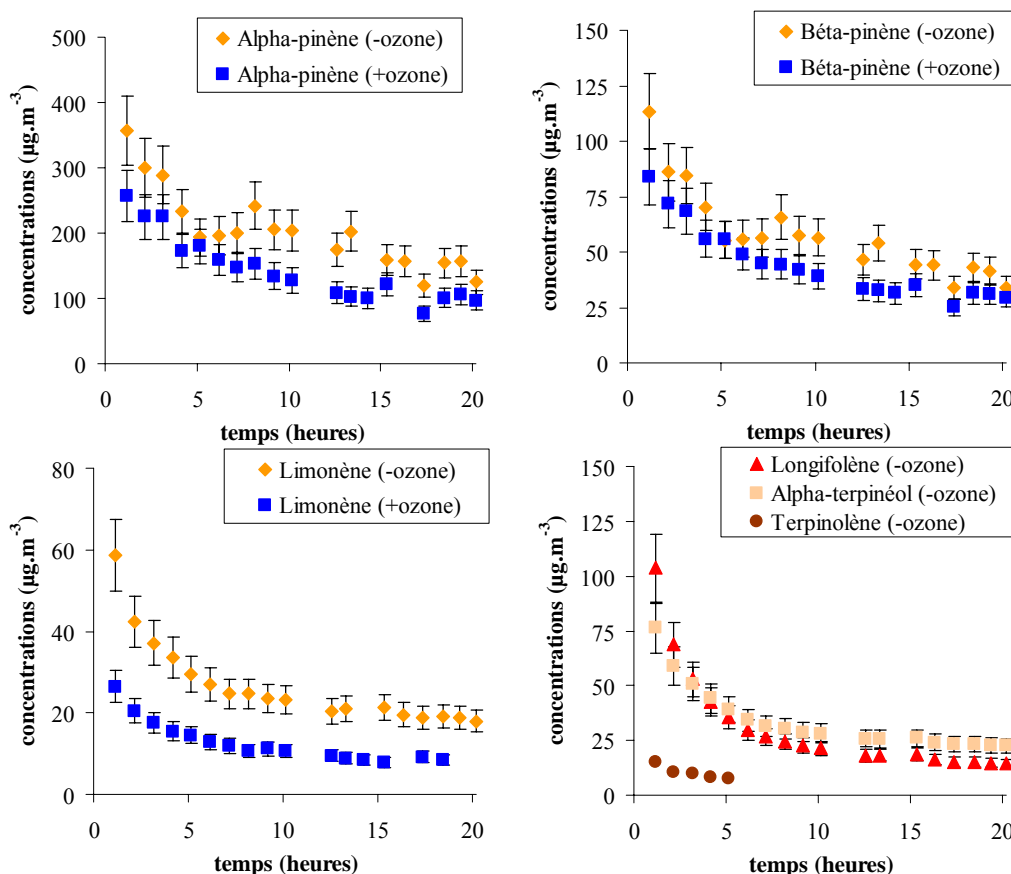 Alpha-pinène (-ozone)
Alpha-pinène (+ozone)
concentrations (µg.m⁻³)
500
400
300
200
100
0
0 5 10 15 20
temps (heures)
Béta-pinène (-ozone)
Béta-pinène (+ozone)
concentrations (µg.m⁻³)
150
125
100
75
50
25
0
0 5 10 15 20
temps (heures)
Limonène (-ozone)
Limonène (+ozone)
concentrations (µg.m⁻³)
80
60
40
20
0
0 5 10 15 20
temps (heures)
Longifolène (-ozone)
Alpha-terpinéol (-ozone)
Terpinolène (-ozone)
concentrations (µg.m⁻³)
150
125
100
75
50
25
0
0 5 10 15 20
temps (heures)